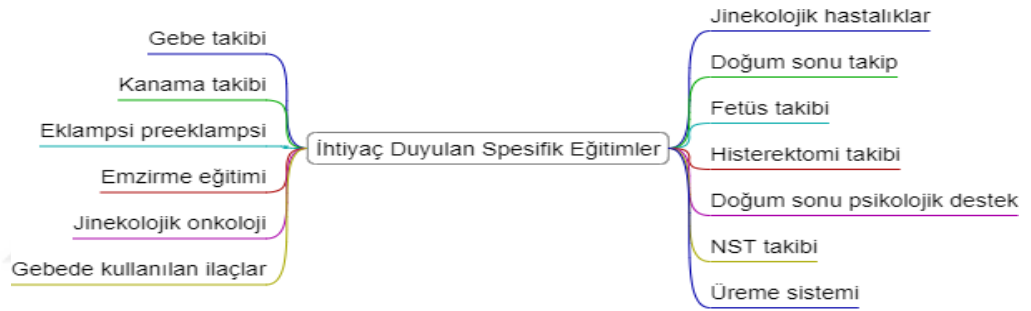 Gebe takibi
Kanama takibi
Eklampsi preeklampsi
Emzirme eğitimi
Jinekolojik onkoloji
Gebede kullanılan ilaçlar
İhtiyaç Duyulan Spesifik Eğitimler
Jinekolojik hastalıklar
Doğum sonu takip
Fetüs takibi
Histerektomi takibi
Doğum sonu psikolojik destek
NST takibi
Üreme sistemi